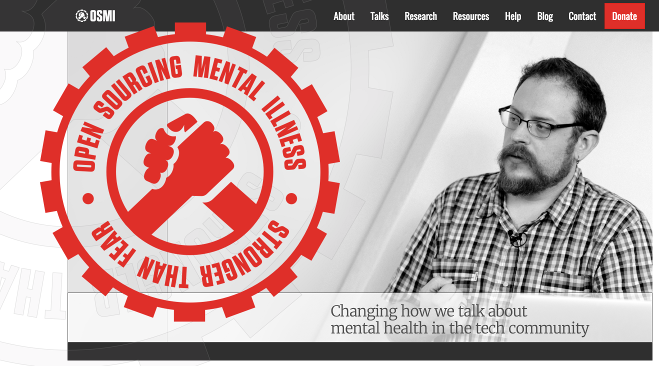 OSMI
About Talks Research Resources Help Blog Contact Donate
OPEN SOURCING MENTAL ILLNESS
STRONGER THAN FEAR
Changing how we talk about
mental health in the tech community